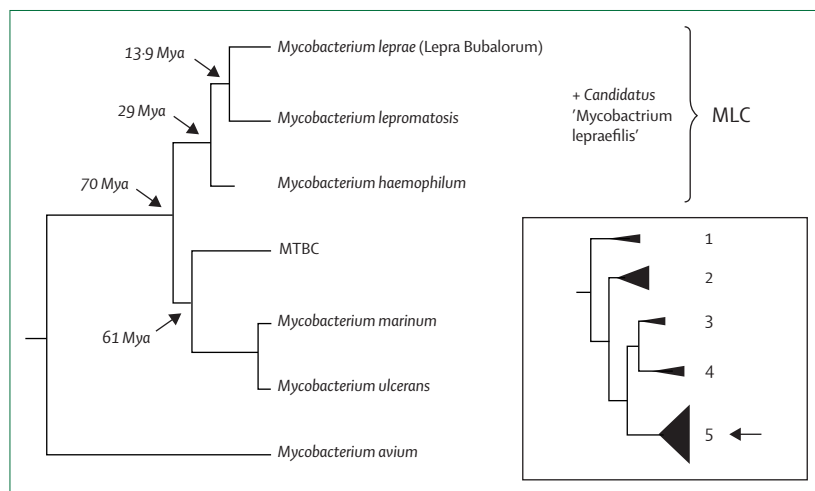 13·9 Mya
Mycobacterium leprae (Lepra Bubalorum)
29 Mya
+ Candidatus
'Mycobactrium
lepraefilis'
MLC
Mycobacterium lepromatosis
70 Mya
Mycobacterium haemophilum
MTBC
61 Mya
Mycobacterium marinum
Mycobacterium ulcerans
Mycobacterium avium
1
2
3
4
5